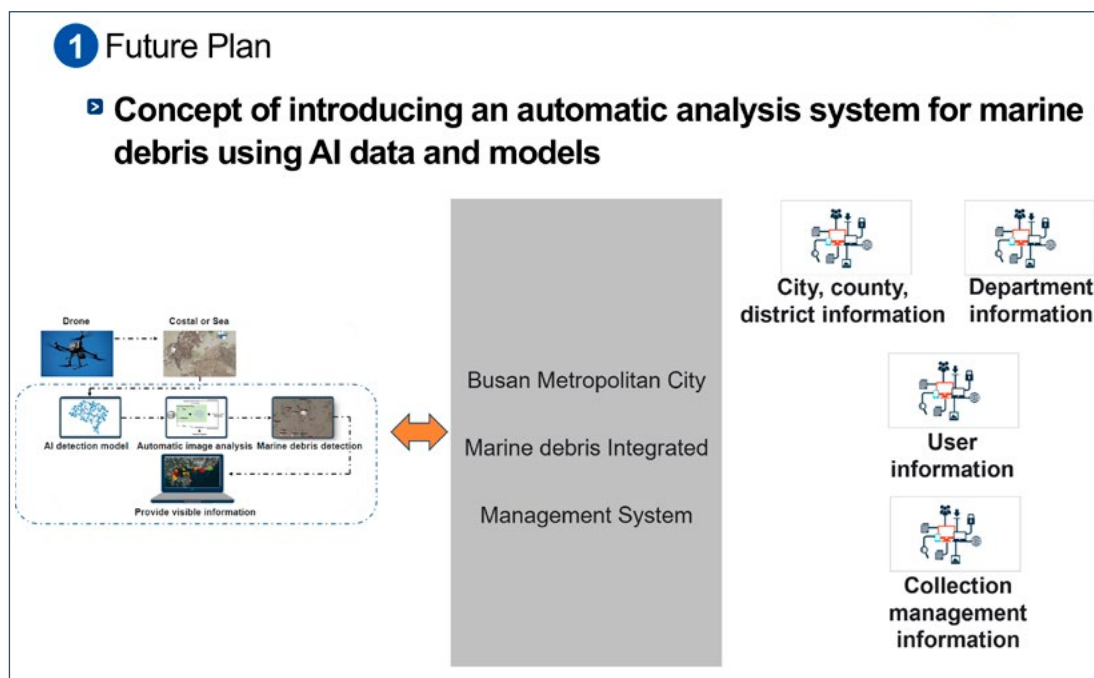 1 Future Plan
Concept of introducing an automatic analysis system for marine
debris using AI data and models
Drone
Costal or Sea
AI detection model
Automatic image analysis
Marine debris detection
Provide visible information
Busan Metropolitan City
Marine debris Integrated
Management System
City, county,
district information
Department
information
User
information
Collection
management
information